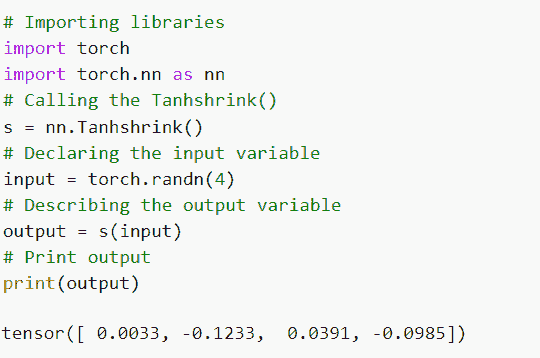 # Importing libraries
import torch
import torch.nn as nn
# Calling the Tanhshrink()
s = nn.Tanhshrink()
# Declaring the input variable
input = torch.randn(4)
# Describing the output variable
output = s(input)
# Print output
print(output)
tensor([ 0.0033, -0.1233,  0.0391, -0.0985])